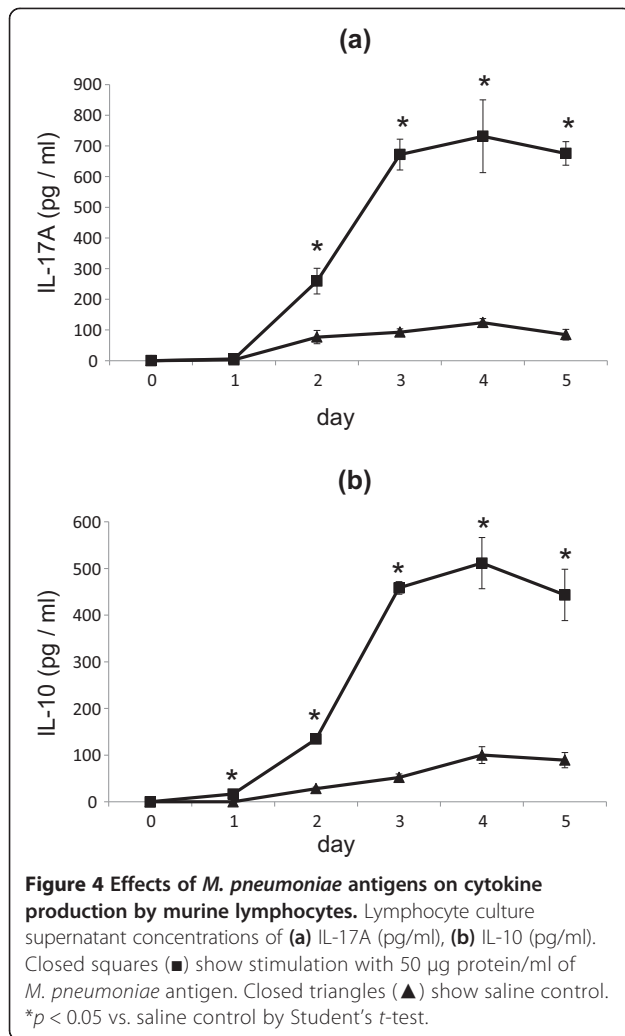 (a)
900
800
700
600
500
400
300
200
100
0
IL-17A (pg / ml)
* * * *
0 1 2 3 4 5
day
(b)
600
500
400
300
200
100
0
IL-10 (pg / ml)
* * * * *
0 1 2 3 4 5
day
Figure 4 Effects of M. pneumoniae antigens on cytokine
production by murine lymphocytes. Lymphocyte culture
supernatant concentrations of (a) IL-17A (pg/ml), (b) IL-10 (pg/ml).
Closed squares (■) show stimulation with 50 μg protein/ml of
M. pneumoniae antigen. Closed triangles (▲) show saline control.
*p < 0.05 vs. saline control by Student's t-test.